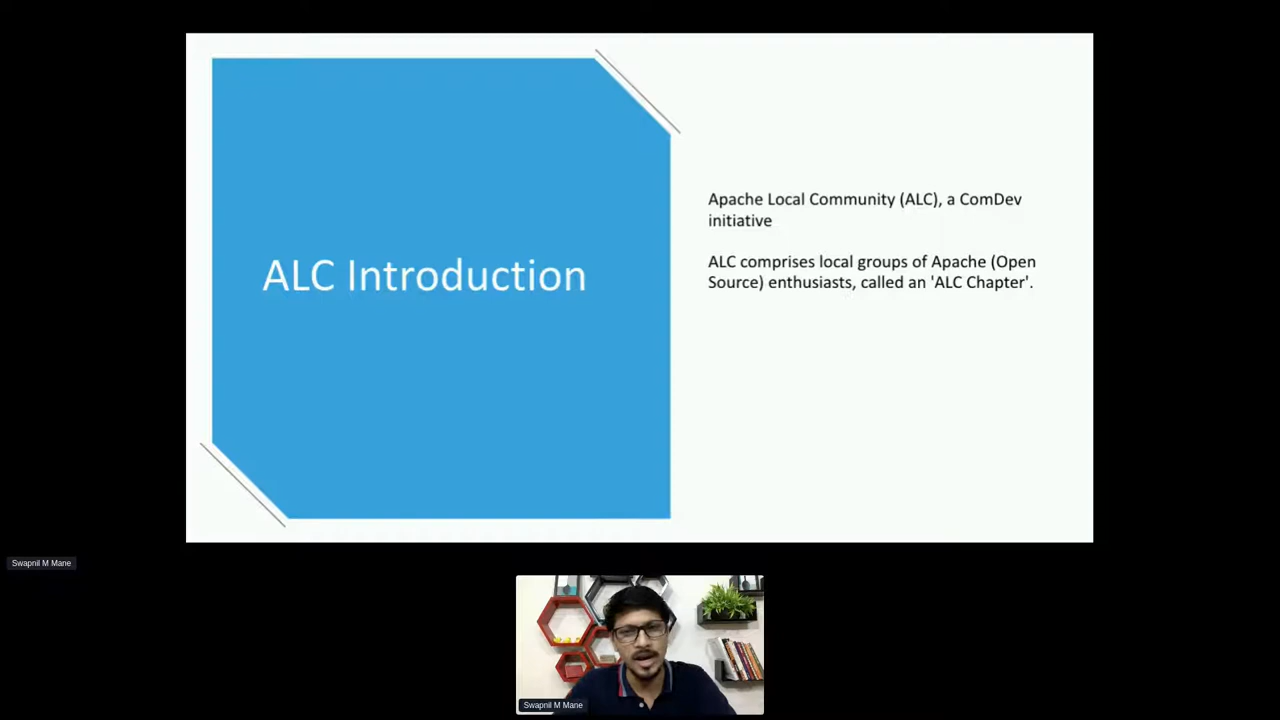 ALC Introduction
Apache Local Community (ALC), a ComDev
initiative
ALC comprises local groups of Apache (Open
Source) enthusiasts, called an 'ALC Chapter'.
Swapnil M Mane
Swapnil M Mane